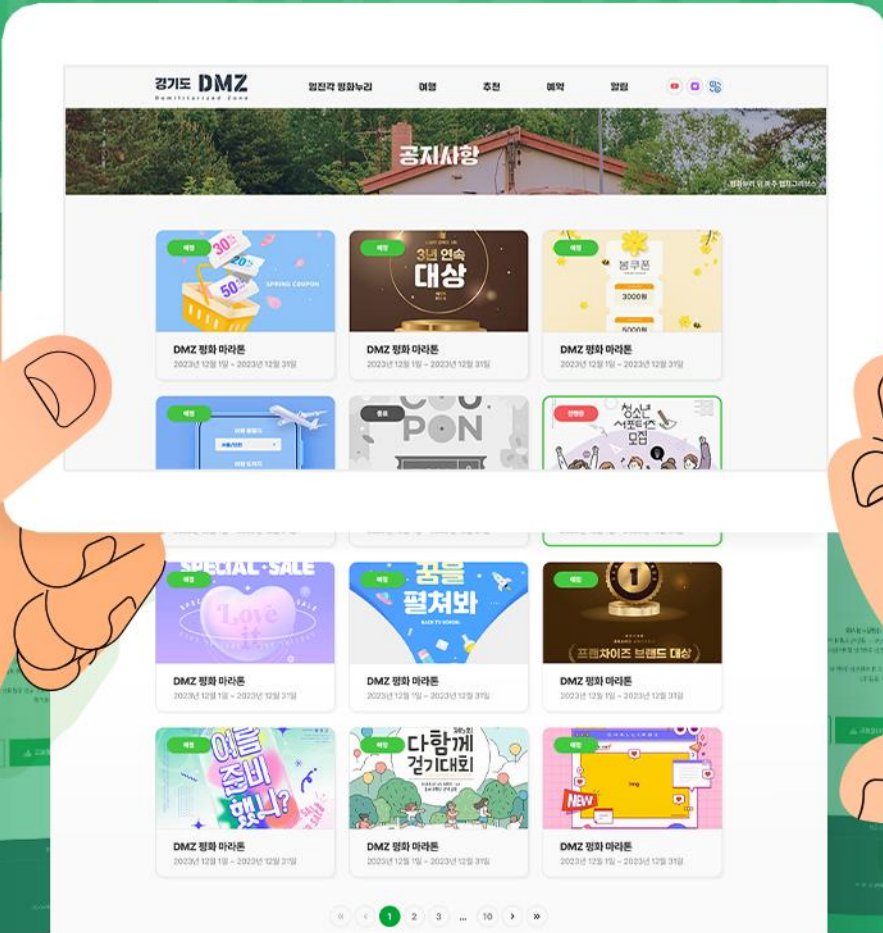 경기도 DMZ
Demilitarized Zone
임진각 평화누리
여행
추천
예약
알림
공지사항
예정
30%
20%
50%
SPRING COUPON
예정
3년 연속
대상
예정
봄쿠폰
3000원
5000원
DMZ 평화 마라톤
2023년 12월 1일 ~ 2023년 12월 31일
DMZ 평화 마라톤
2023년 12월 1일 ~ 2023년 12월 31일
DMZ 평화 마라톤
2023년 12월 1일 ~ 2023년 12월 31일
예정
종료
COU
PON
진행중
청소년
서포터즈
모집
예정
SPECIAL·SALE
Love
it
예정
꿈을
펼쳐봐
BACK TO SCHOOL
예정
1
프랜차이즈 브랜드 대상
DMZ 평화 마라톤
2023년 12월 1일 ~ 2023년 12월 31일
DMZ 평화 마라톤
2023년 12월 1일 ~ 2023년 12월 31일
DMZ 평화 마라톤
2023년 12월 1일 ~ 2023년 12월 31일
예정
여름
준비
했니?
예정
제5회
다함께
걷기대회
예정
CHALLENGE
NEW
DMZ 평화 마라톤
2023년 12월 1일 ~ 2023년 12월 31일
DMZ 평화 마라톤
2023년 12월 1일 ~ 2023년 12월 31일
DMZ 평화 마라톤
2023년 12월 1일 ~ 2023년 12월 31일
« ‹ 1 2 3 ... 10 › »